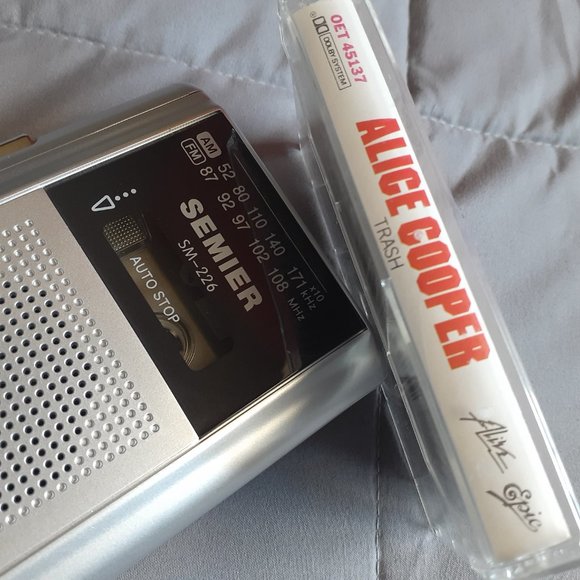 AM 52 80 110 140 171 x10 kHz
FM 87 92 97 102 108 MHz
SEMIER
SM-226
AUTO STOP
OET 45137
DOLBY SYSTEM
ALICE COOPER
TRASH
Alive
Epic